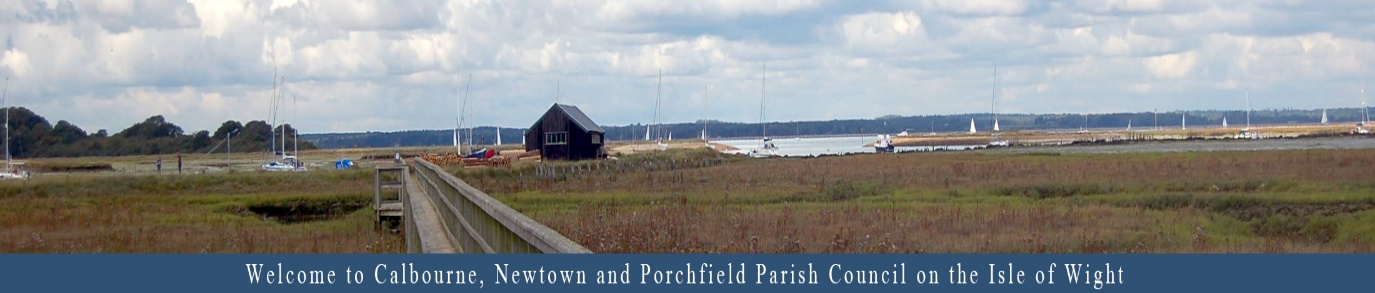 Welcome to Calbourne, Newtown and Porchfield Parish Council on the Isle of Wight